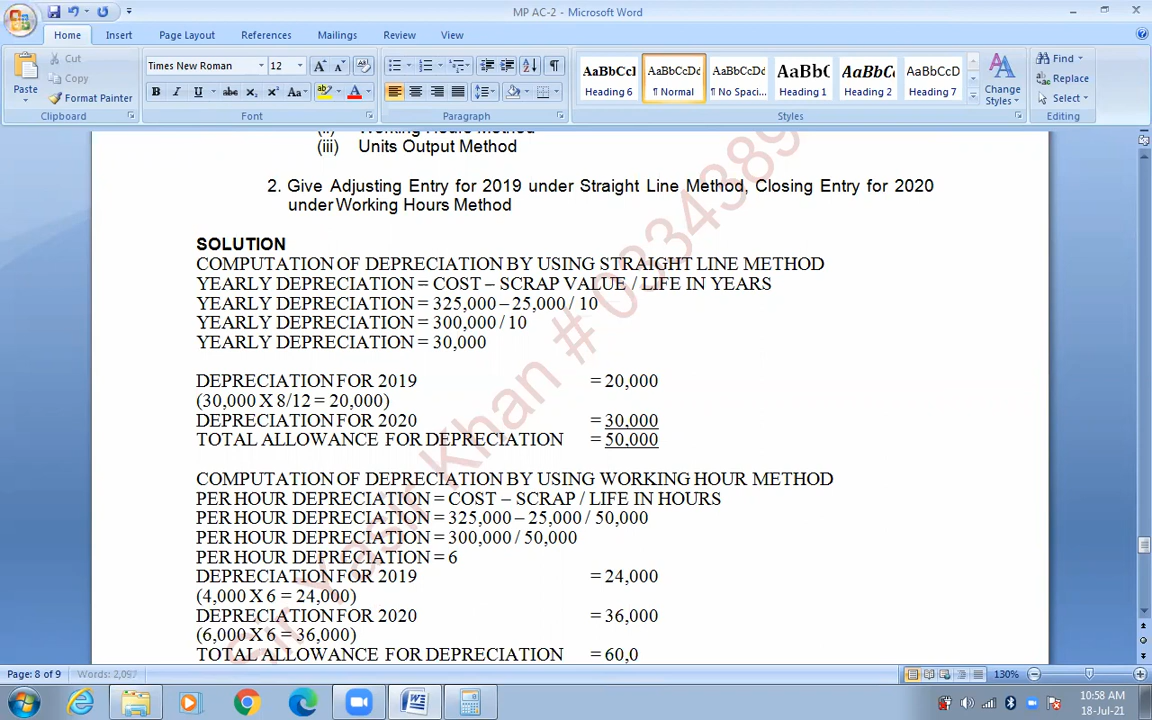 MP AC-2 - Microsoft Word
Home Insert Page Layout References Mailings Review View
Paste
Cut
Copy
Format Painter
Clipboard
Times New Roman 12
Font
Paragraph
AaBbCcI AaBbCcDc AaBbCcDc AaBbC AaBbC AaBbCcD
Heading 6 ¶ Normal ¶ No Spaci... Heading 1 Heading 2 Heading 7
Change
Styles
Styles
Find
Replace
Select
Editing
(ii) Working Hours Method
(iii) Units Output Method
2. Give Adjusting Entry for 2019 under Straight Line Method, Closing Entry for 2020
under Working Hours Method
SOLUTION
COMPUTATION OF DEPRECIATION BY USING STRAIGHT LINE METHOD
YEARLY DEPRECIATION = COST – SCRAP VALUE / LIFE IN YEARS
YEARLY DEPRECIATION = 325,000 – 25,000 / 10
YEARLY DEPRECIATION = 300,000 / 10
YEARLY DEPRECIATION = 30,000
DEPRECIATION FOR 2019 = 20,000
(30,000 X 8/12 = 20,000)
DEPRECIATION FOR 2020 = 30,000
TOTAL ALLOWANCE FOR DEPRECIATION = 50,000
COMPUTATION OF DEPRECIATION BY USING WORKING HOUR METHOD
PER HOUR DEPRECIATION = COST – SCRAP / LIFE IN HOURS
PER HOUR DEPRECIATION = 325,000 – 25,000 / 50,000
PER HOUR DEPRECIATION = 300,000 / 50,000
PER HOUR DEPRECIATION = 6
DEPRECIATION FOR 2019 = 24,000
(4,000 X 6 = 24,000)
DEPRECIATION FOR 2020 = 36,000
(6,000 X 6 = 36,000)
TOTAL ALLOWANCE FOR DEPRECIATION = 60,0
Khan # 0334389
Page: 8 of 9 Words: 2,097 130%
10:58 AM
18-Jul-21